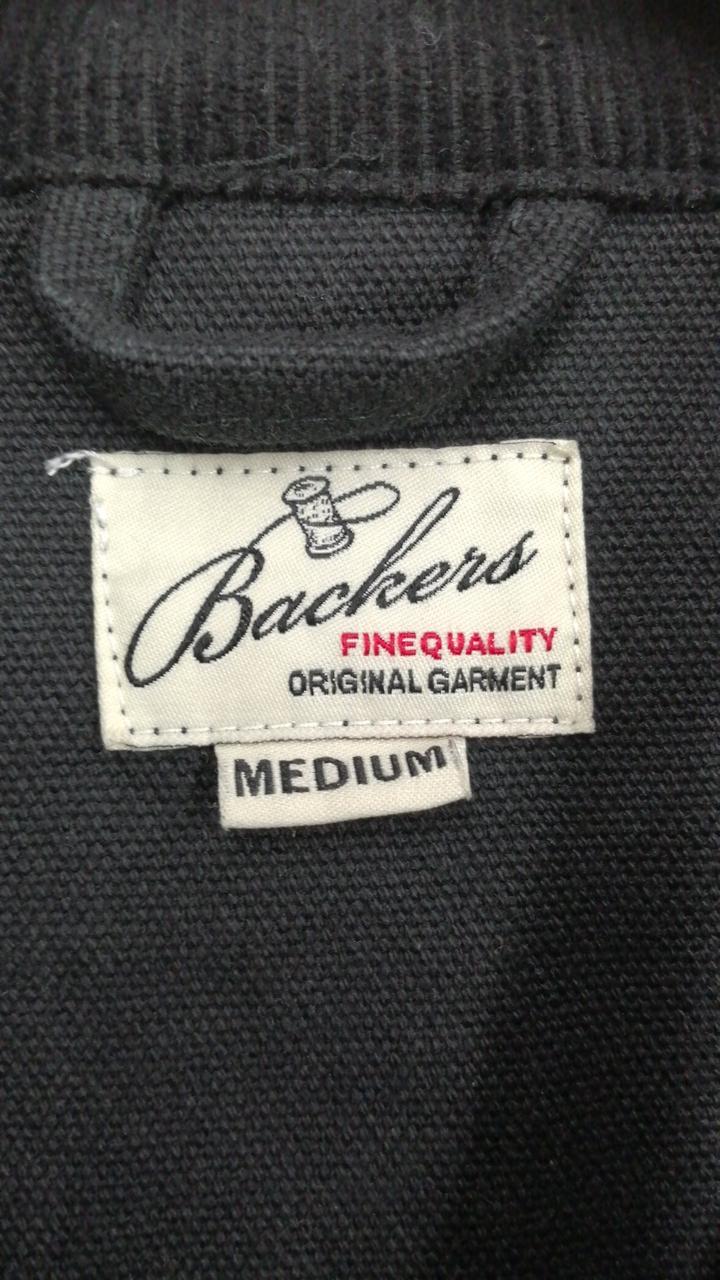 Backers
FINEQUALITY
ORIGINAL GARMENT
MEDIUM